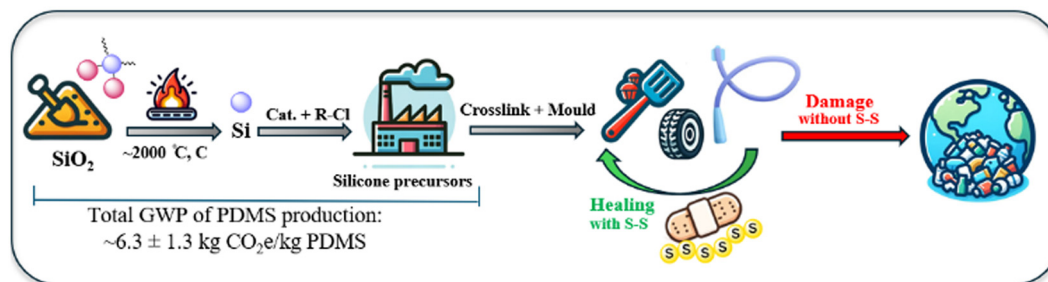 SiO₂
~2000 °C, C
Si
Cat. + R-Cl
Silicone precursors
Crosslink + Mould
Damage
without S-S
Healing
with S-S
S S S S S S S
Total GWP of PDMS production:
~6.3 ± 1.3 kg CO₂e/kg PDMS